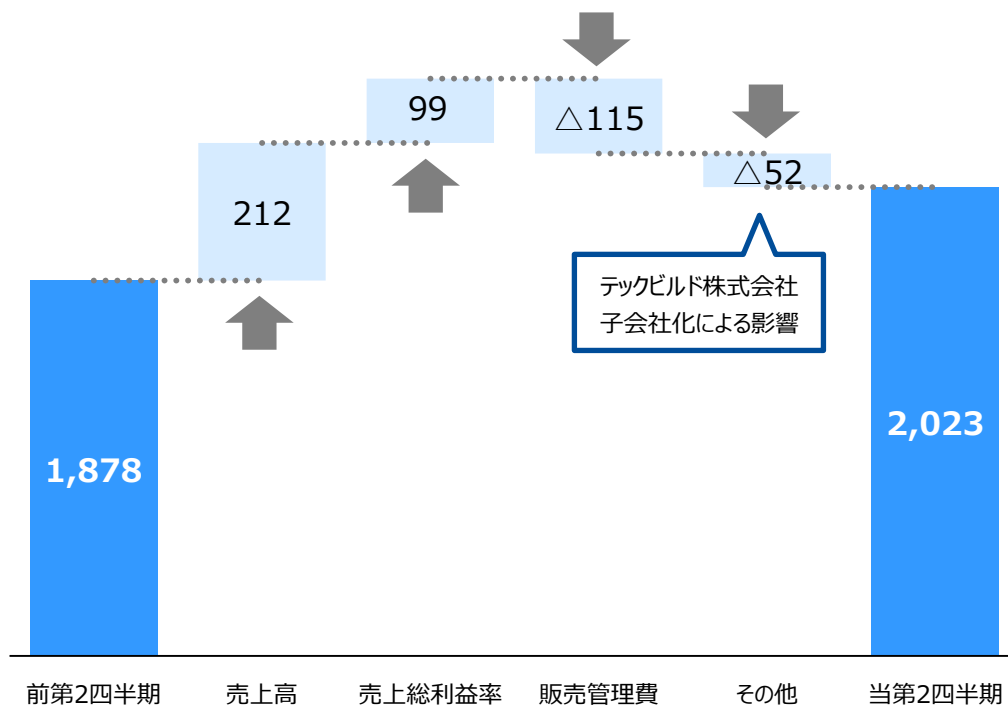 99
△115
△52
212
テックビルド株式会社
子会社化による影響
2,023
1,878
前第2四半期
売上高
売上総利益率
販売管理費
その他
当第2四半期